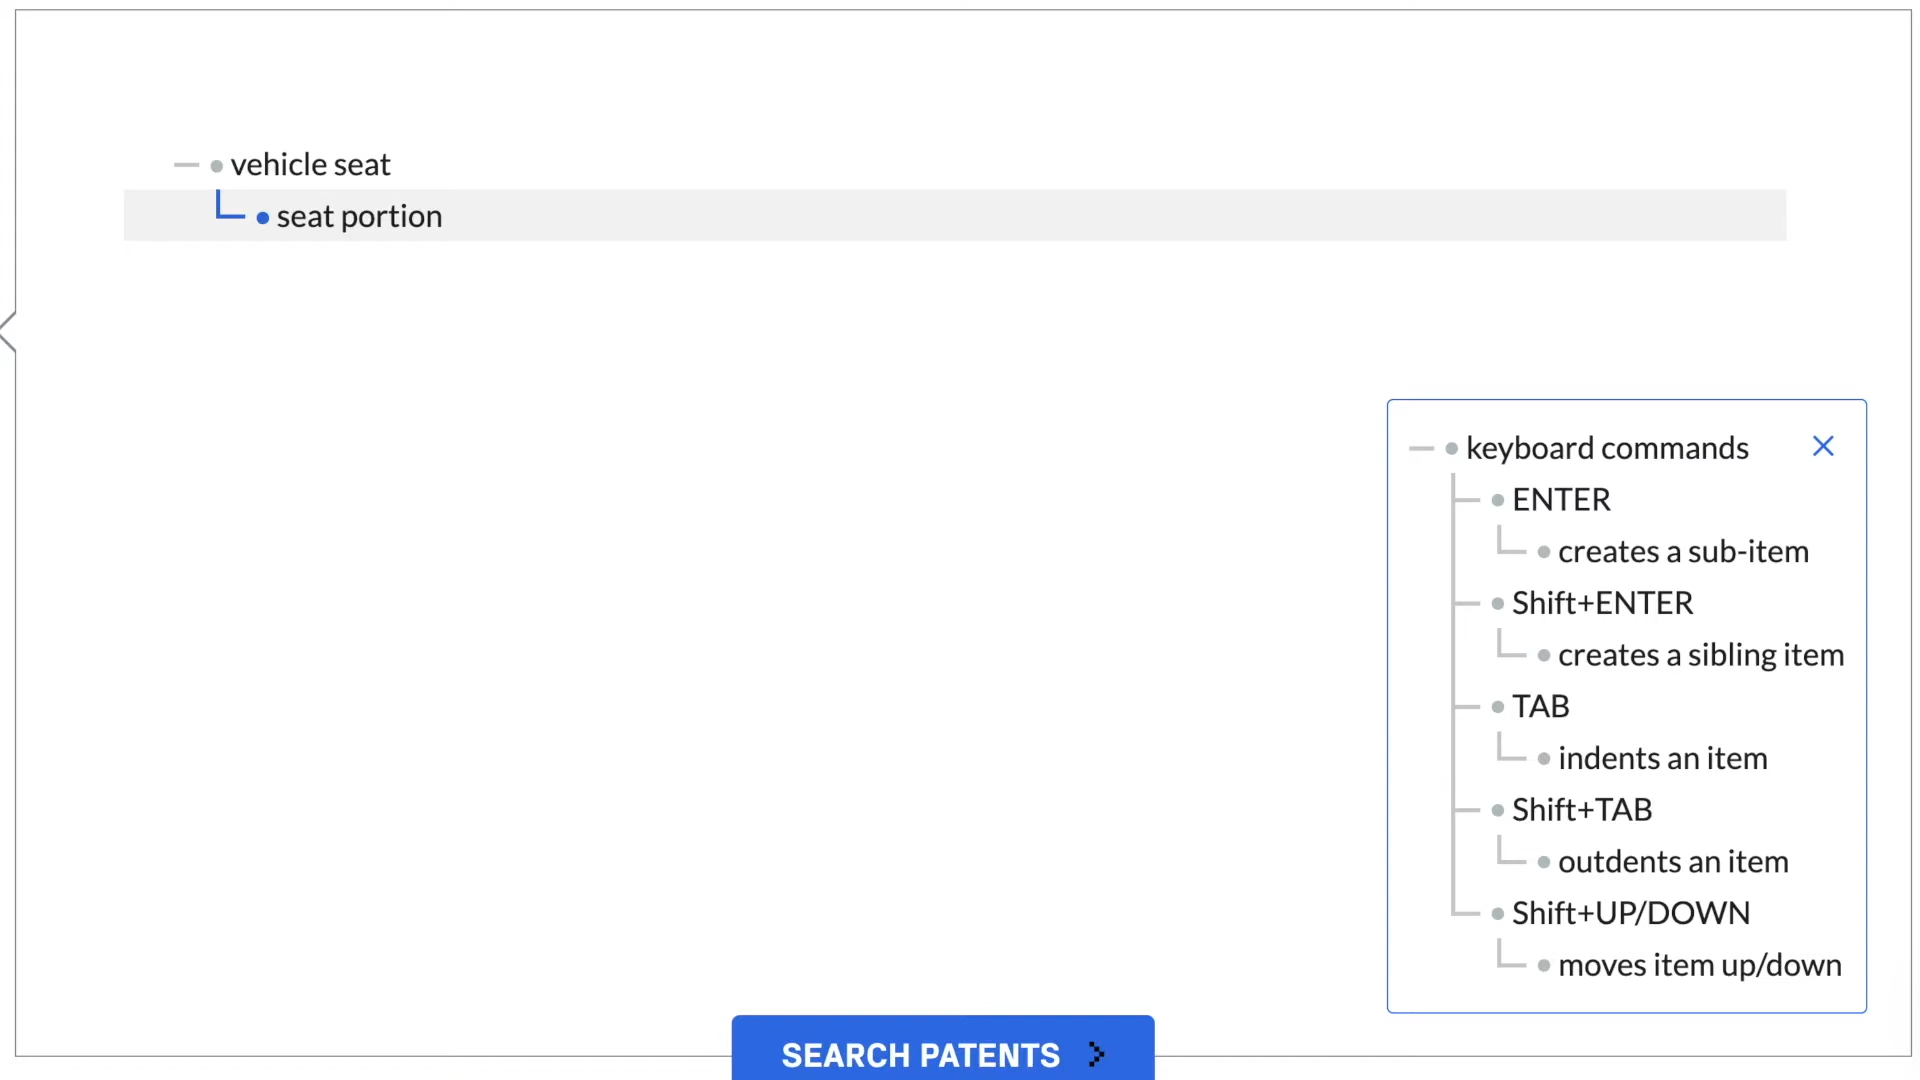 vehicle seat
seat portion
keyboard commands
ENTER
creates a sub-item
Shift+ENTER
creates a sibling item
TAB
indents an item
Shift+TAB
outdents an item
Shift+UP/DOWN
moves item up/down
SEARCH PATENTS